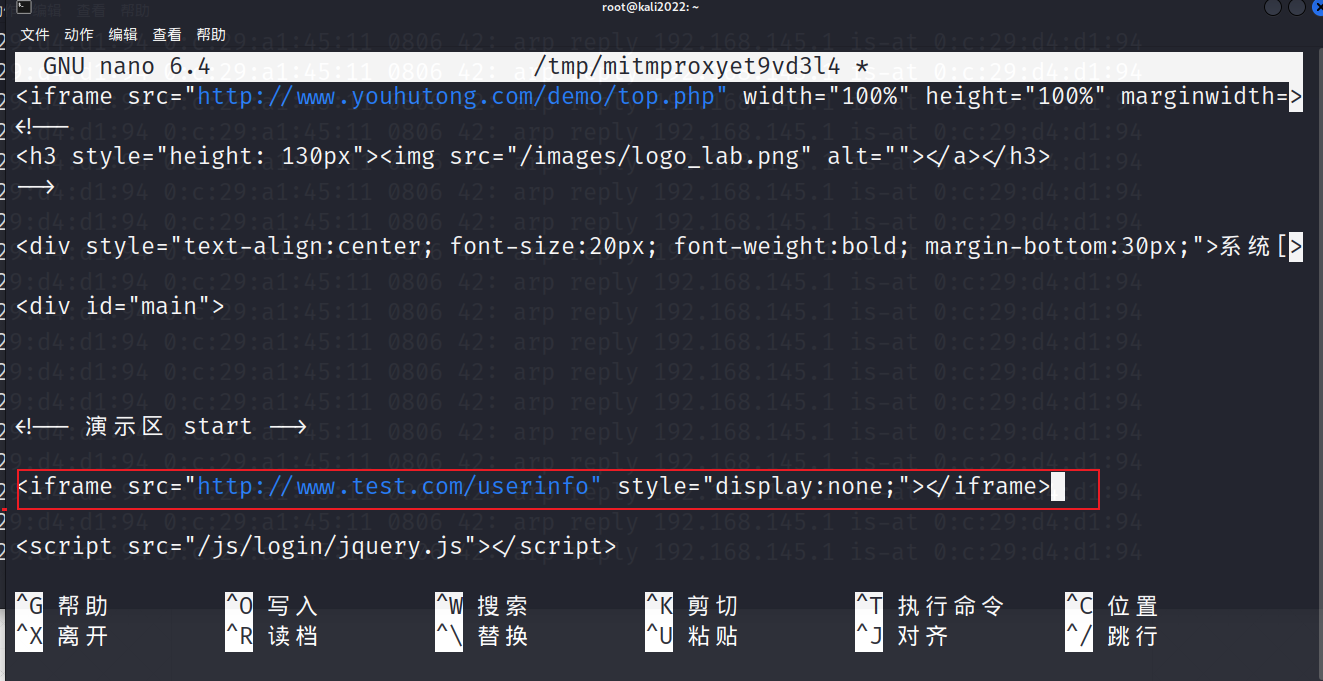 root@kali2022: ~
文件 动作 编辑 查看 帮助
GNU nano 6.4 /tmp/mitmproxyet9vd3l4 *
<iframe src="http://www.youhutong.com/demo/top.php" width="100%" height="100%" marginwidth=>
<!--
<h3 style="height: 130px"><img src="/images/logo_lab.png" alt=""></a></h3>
-->
<div style="text-align:center; font-size:20px; font-weight:bold; margin-bottom:30px;">系统[>
<div id="main">
<!-- 演示区 start -->
<iframe src="http://www.test.com/userinfo" style="display:none;"></iframe>
<script src="/js/login/jquery.js"></script>
^G 帮助 ^O 写入 ^W 搜索 ^K 剪切 ^T 执行命令 ^C 位置
^X 离开 ^R 读档 ^\ 替换 ^U 粘贴 ^J 对齐 ^/ 跳行